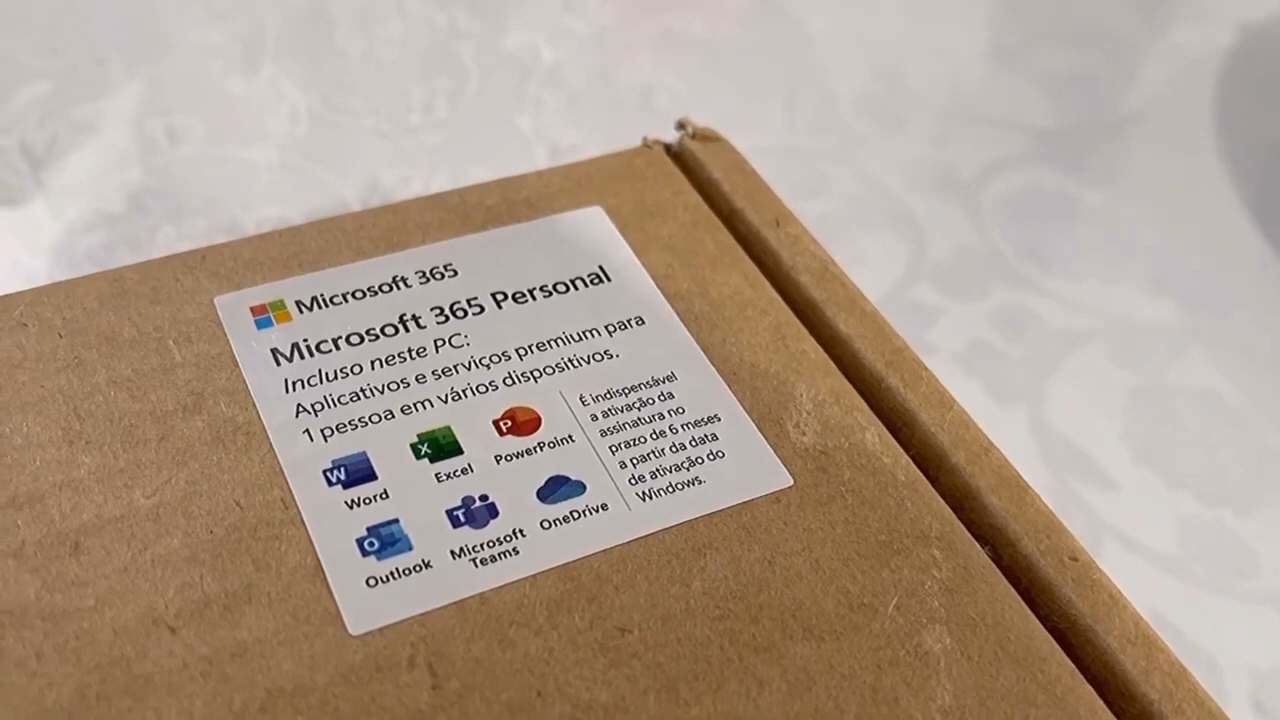 Microsoft 365
Microsoft 365 Personal
Incluso neste PC:
Aplicativos e serviços premium para
1 pessoa em vários dispositivos.
Word
Excel
PowerPoint
Outlook
Microsoft
Teams
OneDrive
É indispensável
a ativação da
assinatura no
prazo de 6 meses
a partir da data
de ativação do
Windows.